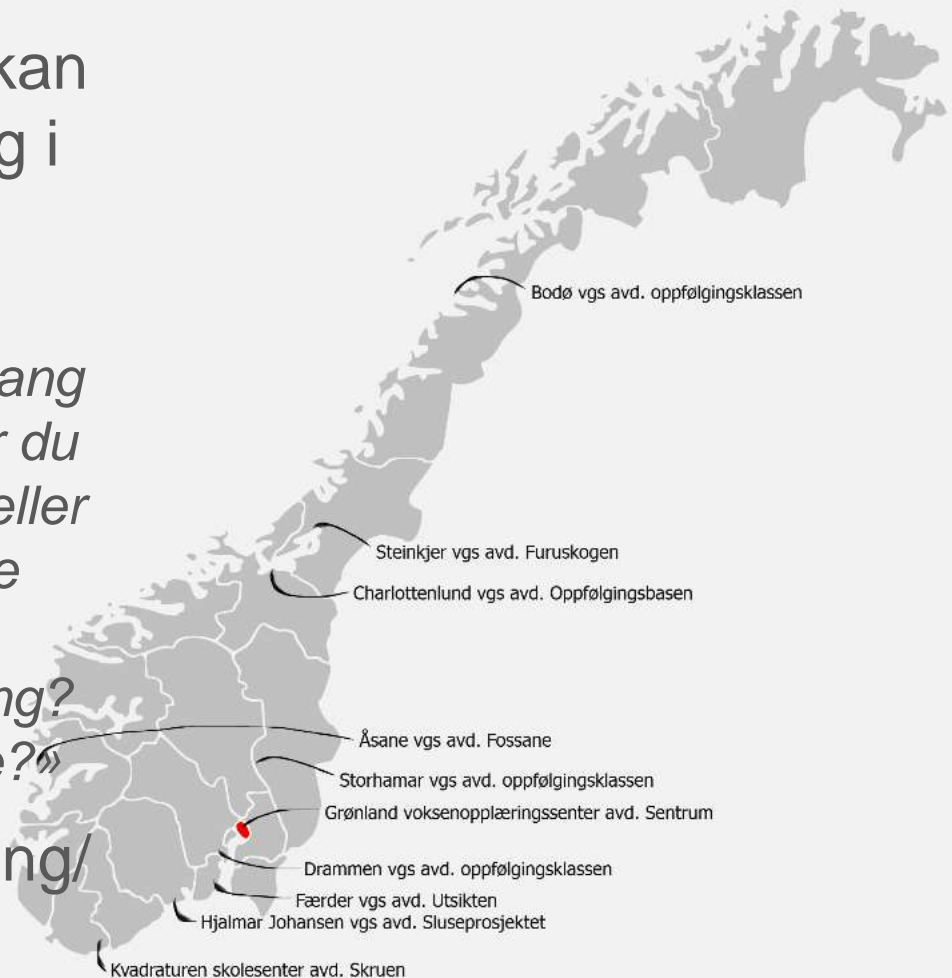 kan
g i
ang
r du
eller
e
ng?
e?»
ng/
Bodø vgs avd. oppfølgingsklassen
Steinkjer vgs avd. Furuskogen
Charlottenlund vgs avd. Oppfølgingsbasen
Åsane vgs avd. Fossane
Storhamar vgs avd. oppfølgingsklassen
Grønland voksenopplæringssenter avd. Sentrum
Drammen vgs avd. oppfølgingsklassen
Færder vgs avd. Utsikten
Hjalmar Johansen vgs avd. Sluseprosjektet
Kvadraturen skolesenter avd. Skruen